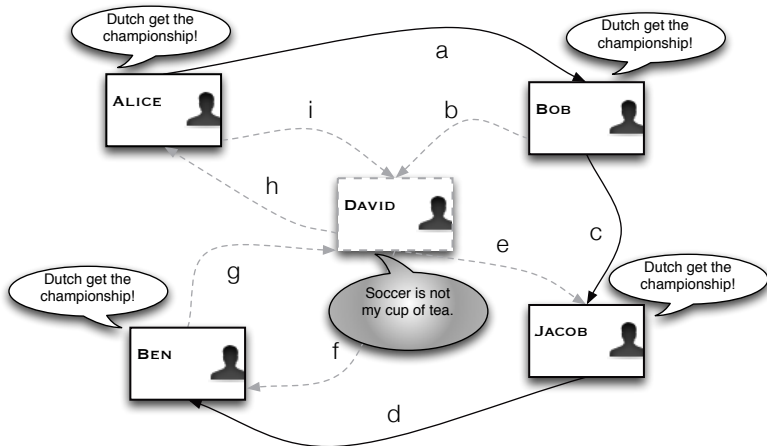 Dutch get the
championship!
a
Dutch get the
championship!
ALICE
BOB
i
b
h
DAVID
c
e
g
Dutch get the
championship!
Dutch get the
championship!
Soccer is not
my cup of tea.
JACOB
BEN
f
d